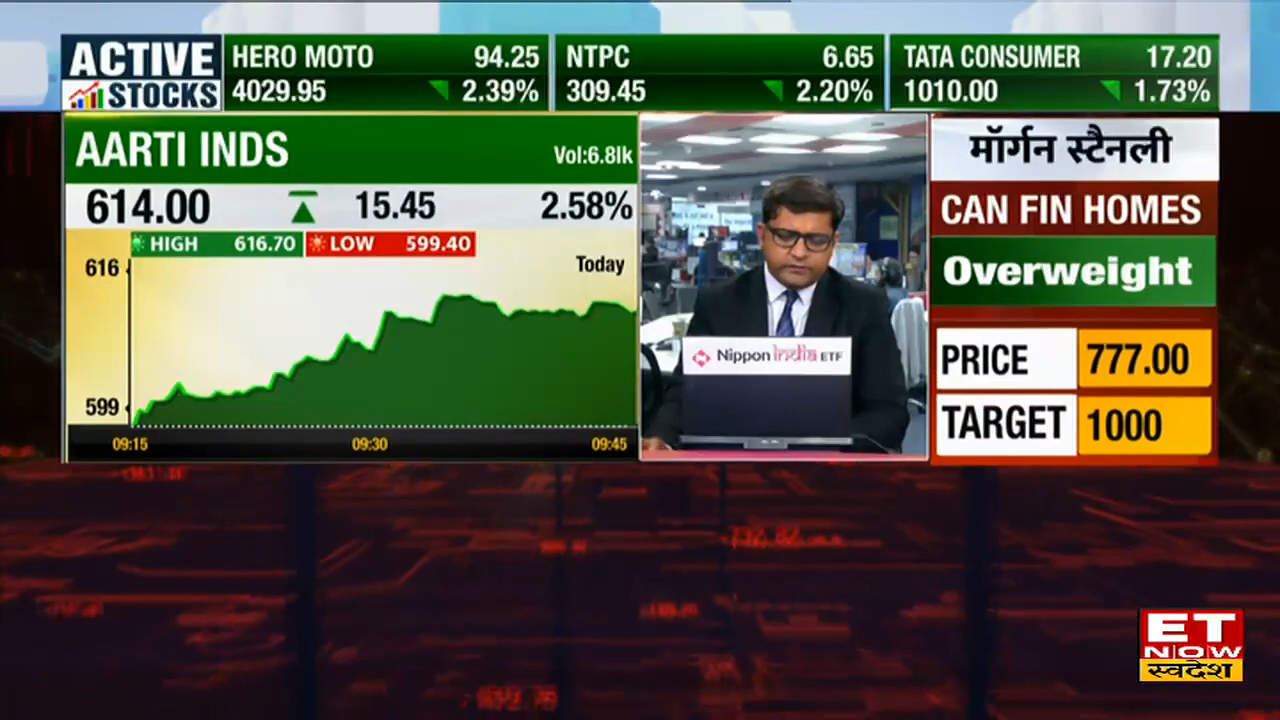 ACTIVE STOCKS
HERO MOTO 94.25
4029.95 2.39%
NTPC 6.65
309.45 2.20%
TATA CONSUMER 17.20
1010.00 1.73%
AARTI INDS Vol:6.8lk
614.00 15.45 2.58%
HIGH 616.70 LOW 599.40
Today
616
599
09:15 09:30 09:45
Nippon india ETF
मॉर्गन स्टैनली
CAN FIN HOMES
Overweight
PRICE 777.00
TARGET 1000
ET
NOW
स्वदेश